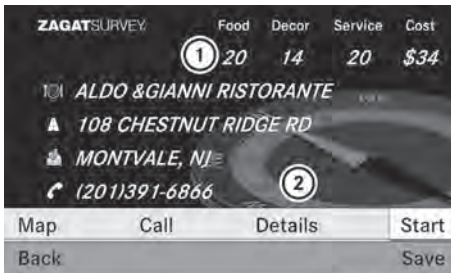 ZAGATSURVEY. Food Decor Service Cost
1 20 14 20 $34
ALDO &GIANNI RISTORANTE
108 CHESTNUT RIDGE RD
MONTVALE, NJ
(201)391-6866 2
Map Call Details Start
Back Save